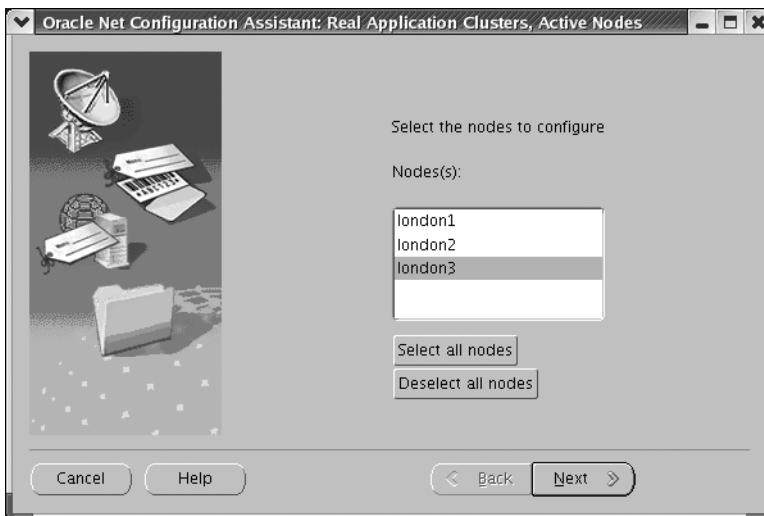 Oracle Net Configuration Assistant: Real Application Clusters, Active Nodes
Select the nodes to configure
Nodes(s):
london1
london2
london3
Select all nodes
Deselect all nodes
Cancel
Help
Back
Next